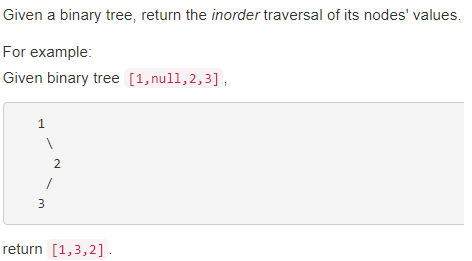 Given a binary tree, return the inorder traversal of its nodes' values.
For example:
Given binary tree [1,null,2,3],
1
\
2
/
3
return [1,3,2].